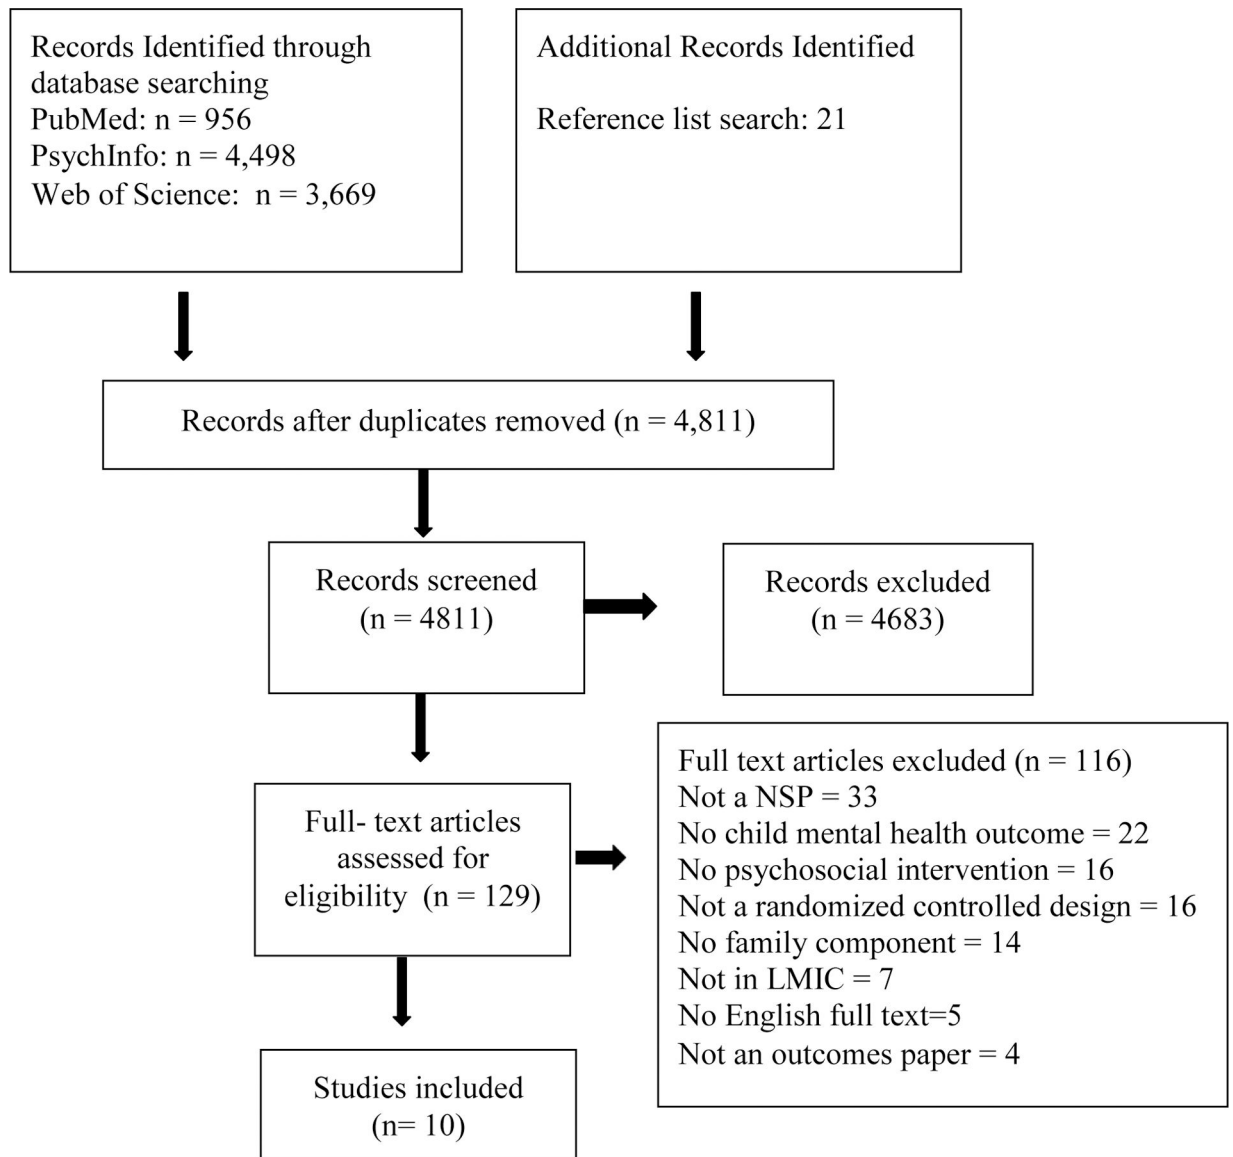 Records Identified through
database searching
PubMed: n = 956
PsychInfo: n = 4,498
Web of Science:  n = 3,669
Additional Records Identified
Reference list search: 21
Records after duplicates removed (n = 4,811)
Records screened
(n = 4811)
Records excluded
(n = 4683)
Full- text articles
assessed for
eligibility  (n = 129)
Full text articles excluded (n = 116)
Not a NSP = 33
No child mental health outcome = 22
No psychosocial intervention = 16
Not a randomized controlled design = 16
No family component = 14
Not in LMIC = 7
No English full text=5
Not an outcomes paper = 4
Studies included
(n= 10)